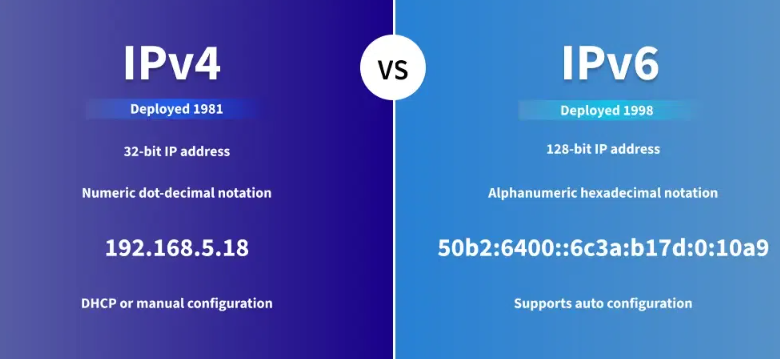 IPv4
Deployed 1981
32-bit IP address
Numeric dot-decimal notation
192.168.5.18
DHCP or manual configuration
VS
IPv6
Deployed 1998
128-bit IP address
Alphanumeric hexadecimal notation
50b2:6400::6c3a:b17d:0:10a9
Supports auto configuration